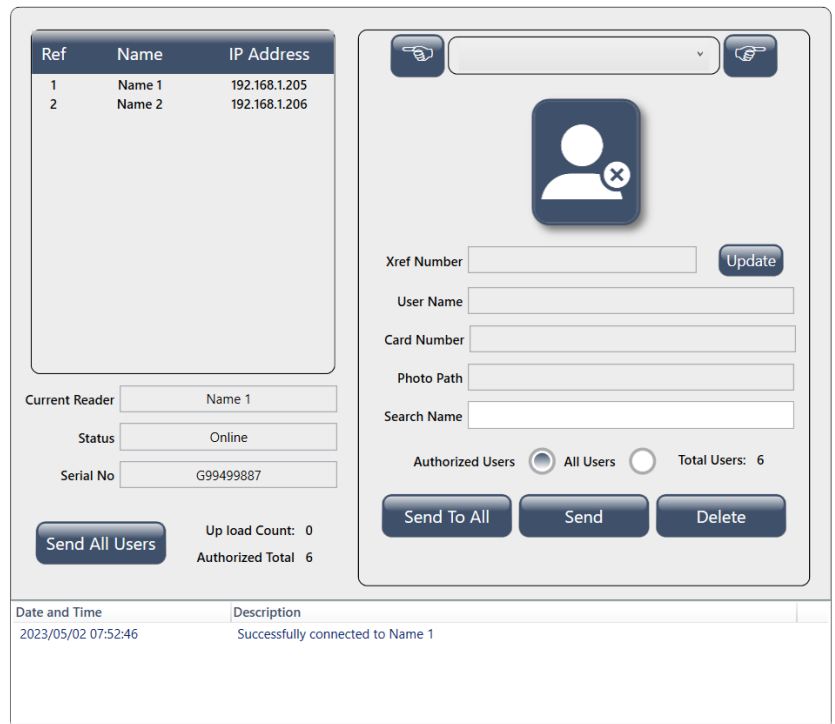 Ref Name IP Address
1 Name 1 192.168.1.205
2 Name 2 192.168.1.206
Current Reader Name 1
Status Online
Serial No G99499887
Send All Users
Up load Count: 0
Authorized Total 6
Xref Number
Update
User Name
Card Number
Photo Path
Search Name
Authorized Users All Users Total Users: 6
Send To All Send Delete
Date and Time Description
2023/05/02 07:52:46 Successfully connected to Name 1